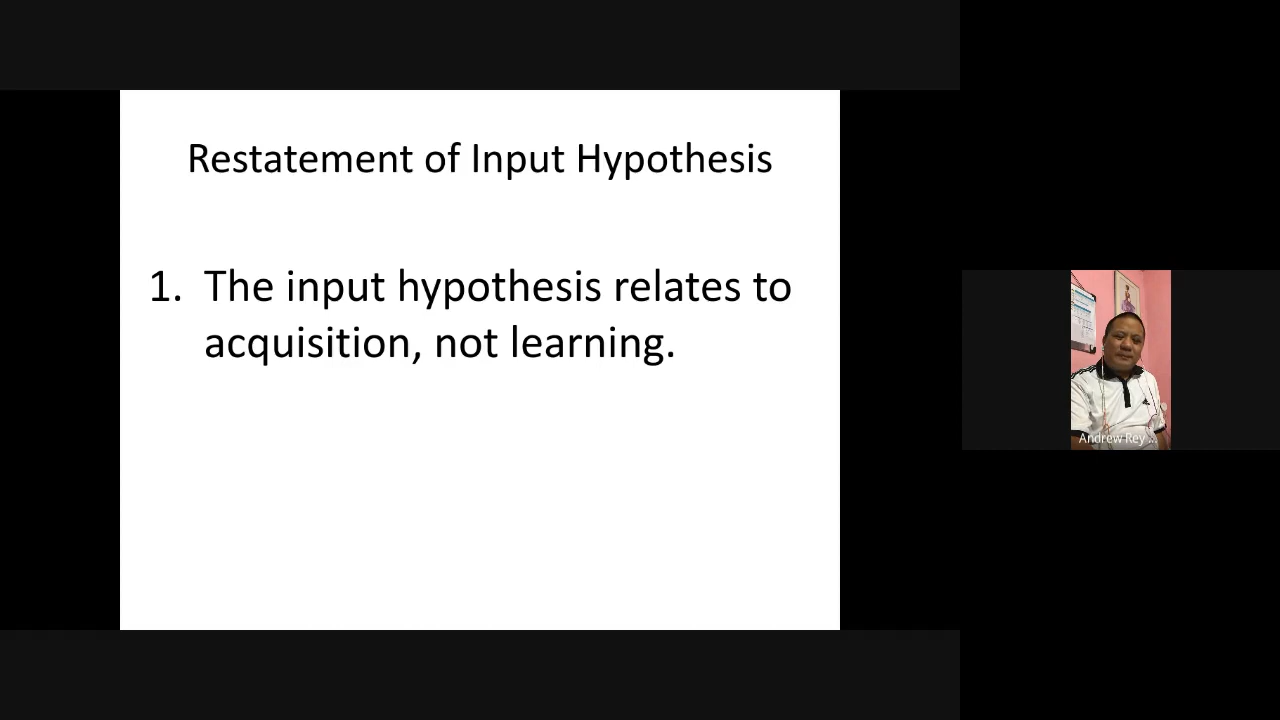 Restatement of Input Hypothesis
1. The input hypothesis relates to
acquisition, not learning.
Andrew Rey ...